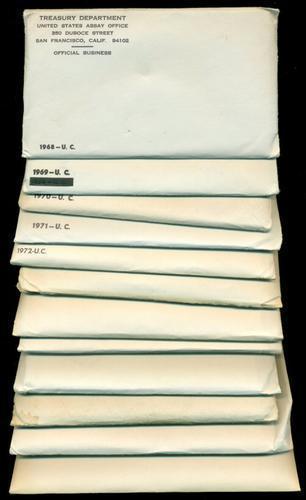 TREASURY DEPARTMENT
UNITED STATES ASSAY OFFICE
350 DUBOCE STREET
SAN FRANCISCO, CALIF. 94102
OFFICIAL BUSINESS
1968-U. C.
1969-U. C.
1970-U. C.
1971-U. C.
1972-U.C.